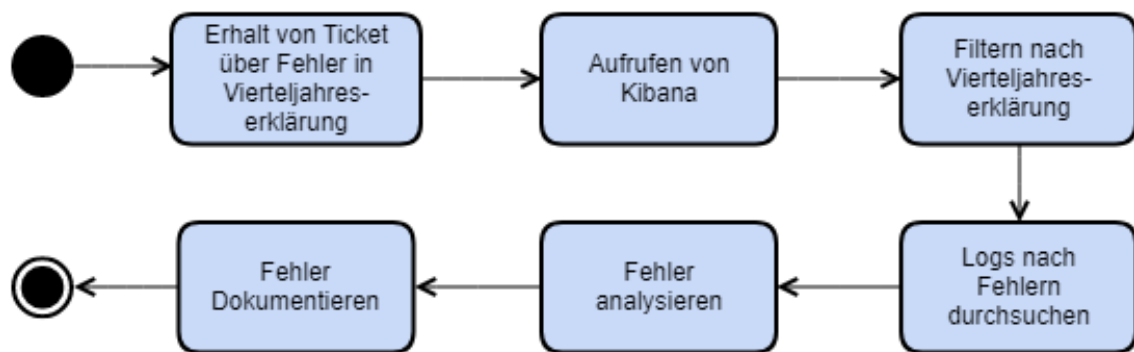 Erhalt von Ticket
über Fehler in
Vierteljahres-
erklärung
Aufrufen von
Kibana
Filtern nach
Vierteljahres-
erklärung
Logs nach
Fehlern
durchsuchen
Fehler
analysieren
Fehler
Dokumentieren